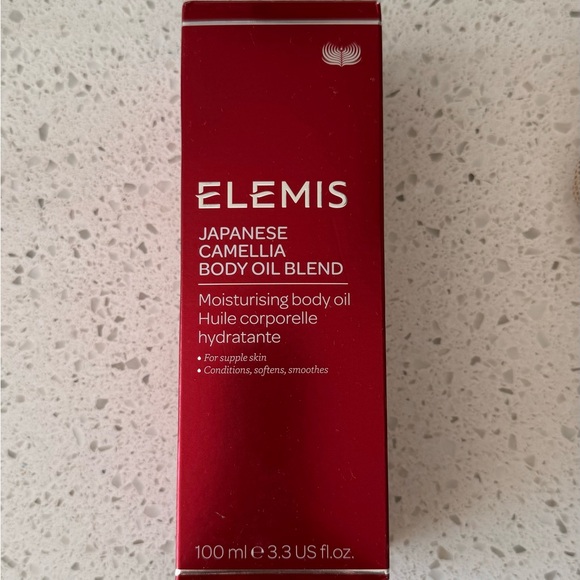 ELEMIS
JAPANESE
CAMELLIA
BODY OIL BLEND
Moisturising body oil
Huile corporelle
hydratante
• For supple skin
• Conditions, softens, smoothes
100 ml ℮ 3.3 US fl.oz.